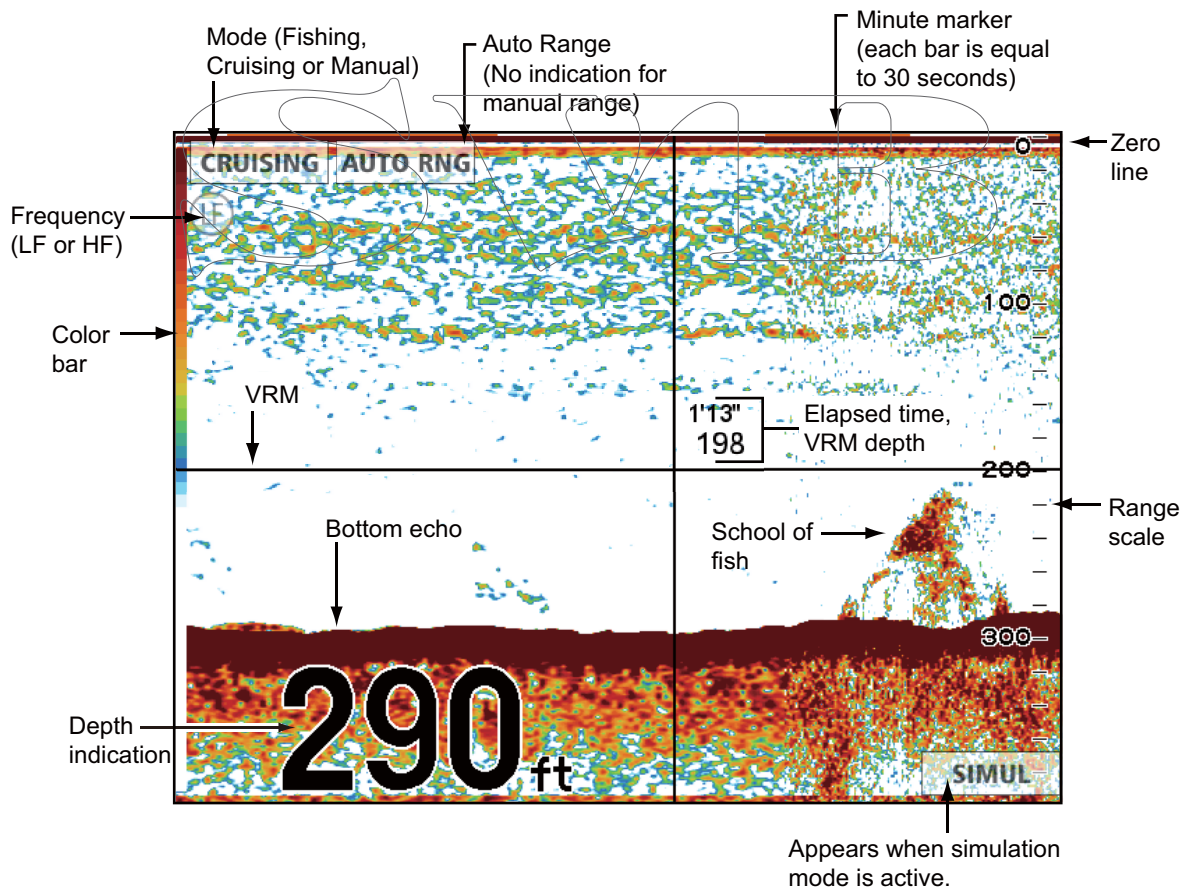 Mode (Fishing,
Cruising or Manual)
Auto Range
(No indication for
manual range)
Minute marker
(each bar is equal
to 30 seconds)
CRUISING
AUTO RNG
0
Zero
line
Frequency
(LF or HF)
LF
100
Color
bar
VRM
1'13"
198
Elapsed time,
VRM depth
200
Range
scale
Bottom echo
School of
fish
300
290 ft
Depth
indication
SIMUL
Appears when simulation
mode is active.